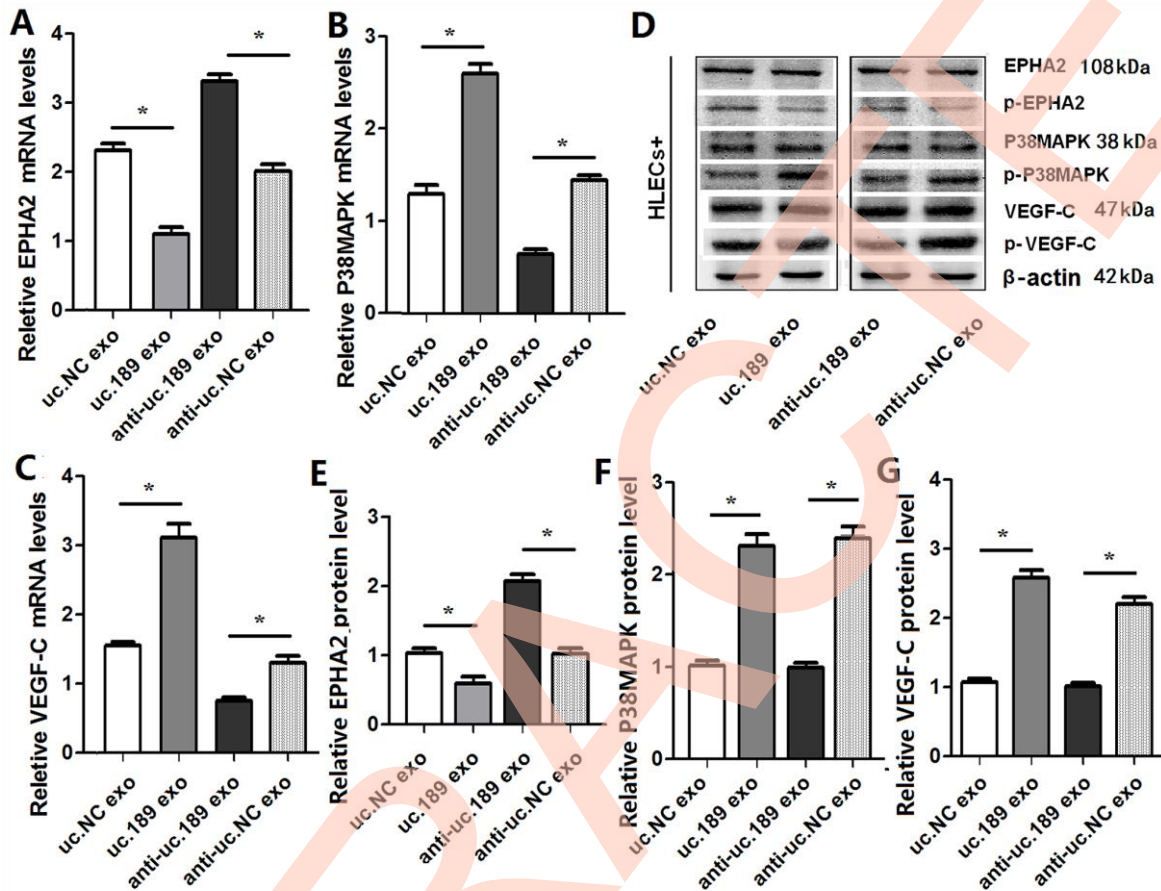 A
Reletive EPHA2 mRNA levels
4
3
2
1
0
*
*
uc.NC exo
uc.189 exo
anti-uc.189 exo
anti-uc.NC exo
B
Reletive P38MAPK mRNA levels
3
2
1
0
*
*
uc.NC exo
uc.189 exo
anti-uc.189 exo
anti-uc.NC exo
D
HLECs+
EPHA2 108kDa
p-EPHA2
P38MAPK 38kDa
p-P38MAPK
VEGF-C 47kDa
p-VEGF-C
β-actin 42kDa
uc.NC exo
uc.189 exo
anti-uc.189 exo
anti-uc.NC exo
C
Reletive VEGF-C mRNA levels
4
3
2
1
0
*
*
uc.NC exo
uc.189 exo
anti-uc.189 exo
anti-uc.NC exo
E
Relative EPHA2 protein level
3
2
1
0
*
*
uc.NC exo
uc.189 exo
anti-uc.189 exo
anti-uc.NC exo
F
Relative P38MAPK protein level
3
2
1
0
*
*
uc.NC exo
uc.189 exo
anti-uc.189 exo
anti-uc.NC exo
G
Relative VEGF-C protein level
4
3
2
1
0
*
*
uc.NC exo
uc.189 exo
anti-uc.189 exo
anti-uc.NC exo